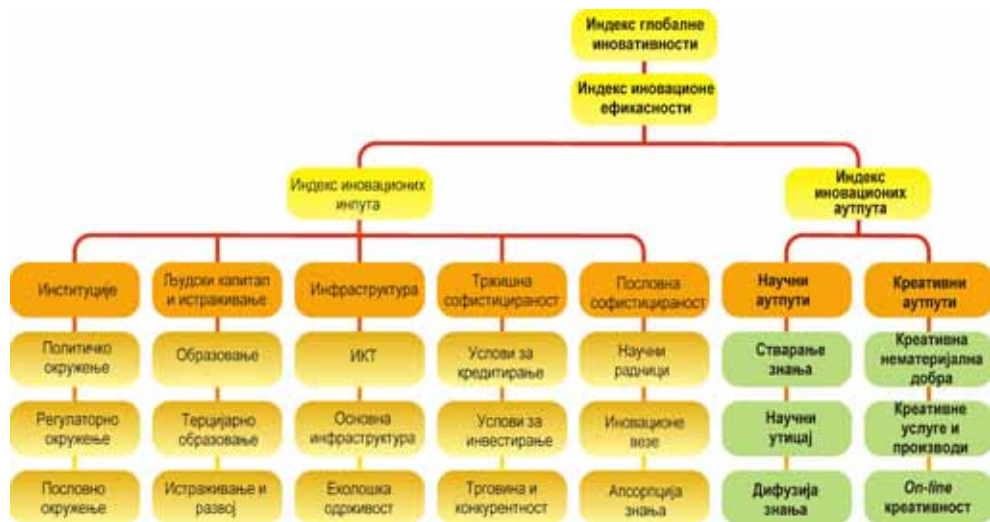 Индекс глобалне
иновативности
Индекс иновационе
ефикасности
Индекс иновационих
инпута
Индекс
иновационих
аутпута
Институције
Људски капитал
и истраживање
Инфраструктура
Тржишна
софистицираност
Пословна
софистицираност
Научни
аутпути
Креативни
аутпути
Политичко
окружење
Образовање
ИКТ
Услови за
кредитирање
Научни
радници
Стварање
знања
Креативна
нематеријална
добра
Регулаторно
окружење
Терцијарно
образовање
Основна
инфраструктура
Услови за
инвестирање
Иновационе
везе
Научни
утицај
Креативне
услуге и
производи
Пословно
окружење
Истраживање и
развој
Еколошка
одрживост
Трговина и
конкурентност
Апсорпција
знања
Дифузија
знања
On-line
креативност